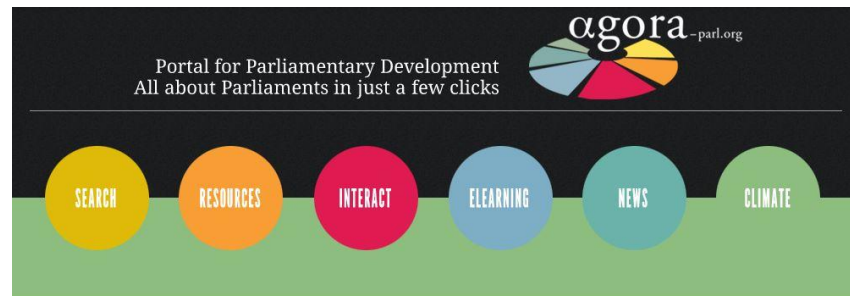 αgora-parl.org
Portal for Parliamentary Development
All about Parliaments in just a few clicks
SEARCH
RESOURCES
INTERACT
ELEARNING
NEWS
CLIMATE